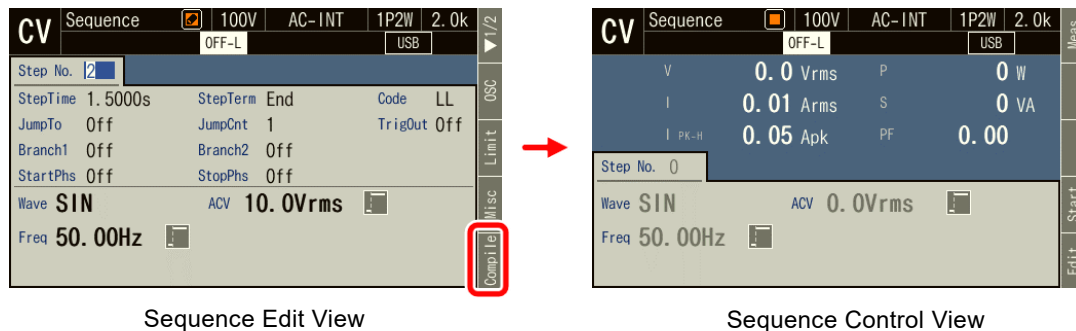 CV Sequence 100V AC-INT 1P2W 2.0k
OFF-L USB
▼1/2
Step No. 2
StepTime 1.5000s StepTerm End Code LL
JumpTo Off JumpCnt 1 TrigOut Off
Branch1 Off Branch2 Off
StartPhs Off StopPhs Off
Wave SIN ACV 10.0Vrms
Freq 50.00Hz
OSC
Limit
Misc
Compile
Sequence Edit View
CV Sequence 100V AC-INT 1P2W 2.0k
OFF-L USB
V 0.0 Vrms P 0 W
I 0.01 Arms S 0 VA
I PK-H 0.05 Apk PF 0.00
Step No. 0
Wave SIN ACV 0.0Vrms
Freq 50.00Hz
Meas
Start
Edit
Sequence Control View